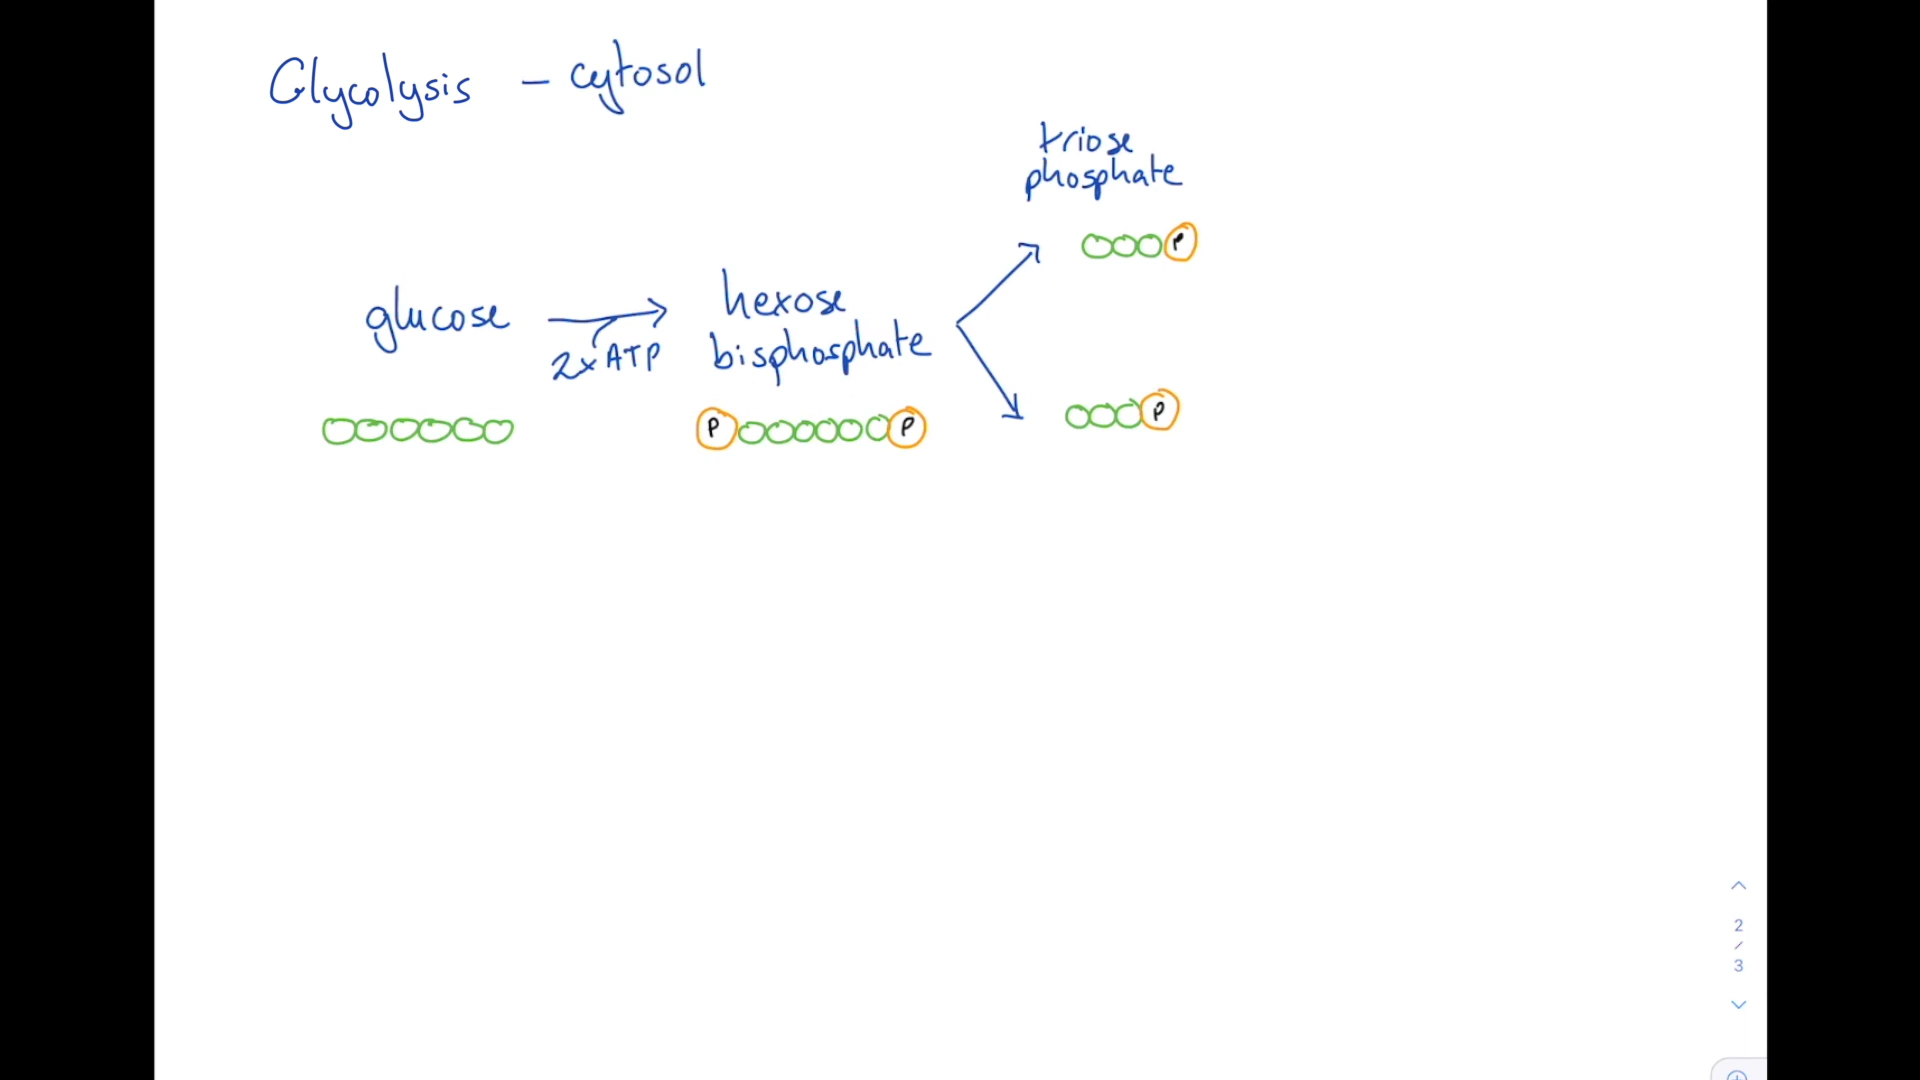 Glycolysis - cytosol
triose
phosphate
P
glucose
2x ATP
hexose
bisphosphate
P P
P
2
/
3